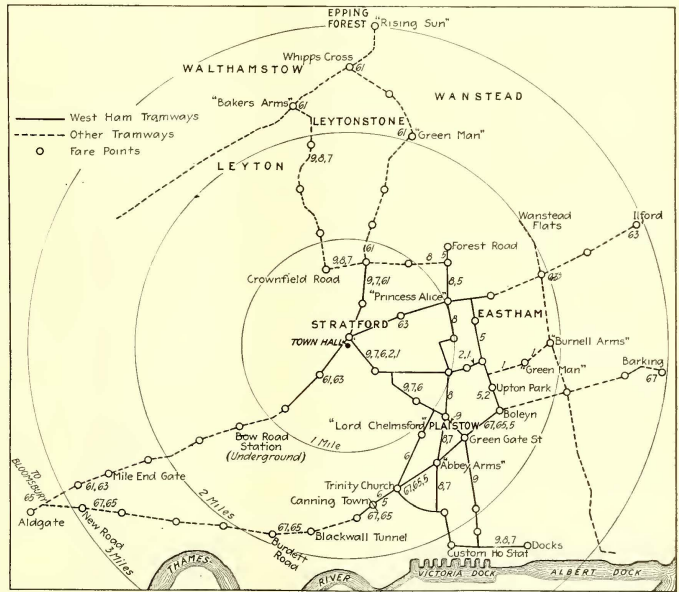 EPPING
FOREST
"Rising Sun"
Whipps Cross
61
WALTHAMSTOW
WANSTEAD
"Bakers Arms"
61
LEYTONSTONE
West Ham Tramways
Other Tramways
Fare Points
61
"Green Man"
9,8,7
LEYTON
Wanstead
Flats
Ilford
63
61
Forest Road
9,8,7
8
5
63
Crownfield Road
9,7,61
8,5
"Princess Alice"
STRATFORD
63
EASTHAM
TOWN HALL
8
5
"Burnell Arms"
9,7,6,2,1
2,1
1
1
"Green Man"
Barking
67
61,63
9,7,6
8
5,2
Upton Park
Boleyn
9
"Lord Chelmsford"
PLAISTOW
67,65,5
8,7
Green Gate St
1 Mile
Bow Road
Station
(Underground)
6
"Abbey Arms"
TO
BLOOMSBURY
Mile End Gate
61,63
Trinity Church
67,65,5
8,7
9
2 Miles
Canning Town
6
5
65
67,65
67,65
Aldgate
New Road
67,65
Blackwall Tunnel
Burdett
Road
3 Miles
9,8,7
Custom Ho Stat
Docks
THAMES
RIVER
VICTORIA DOCK
ALBERT DOCK